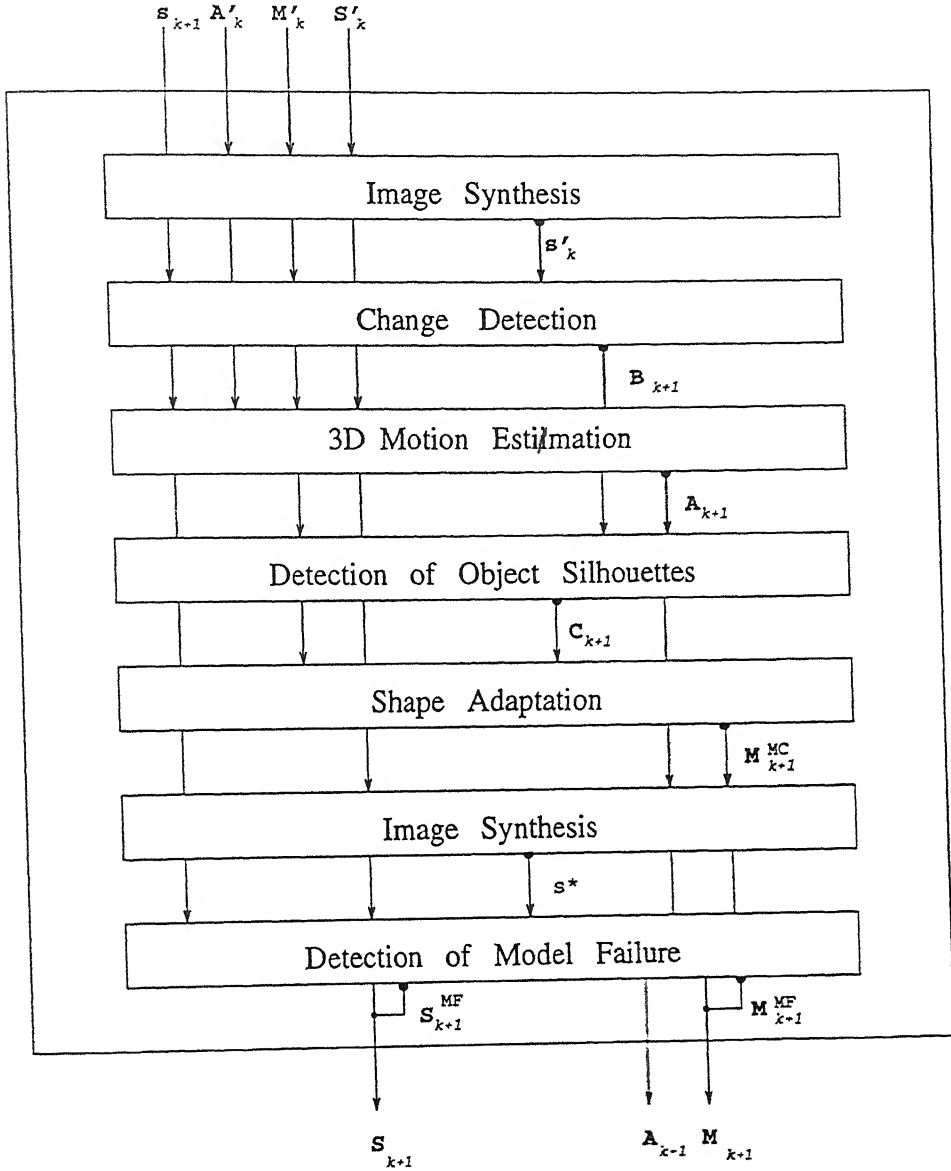 s k+1 A′k M′k S′k
Image Synthesis
s′k
Change Detection
B k+1
3D Motion Estilmation
A k+1
Detection of Object Silhouettes
C k+1
Shape Adaptation
M MC k+1
Image Synthesis
s*
Detection of Model Failure
S MF k+1 M MF k+1
S k+1 A k-1 M k+1